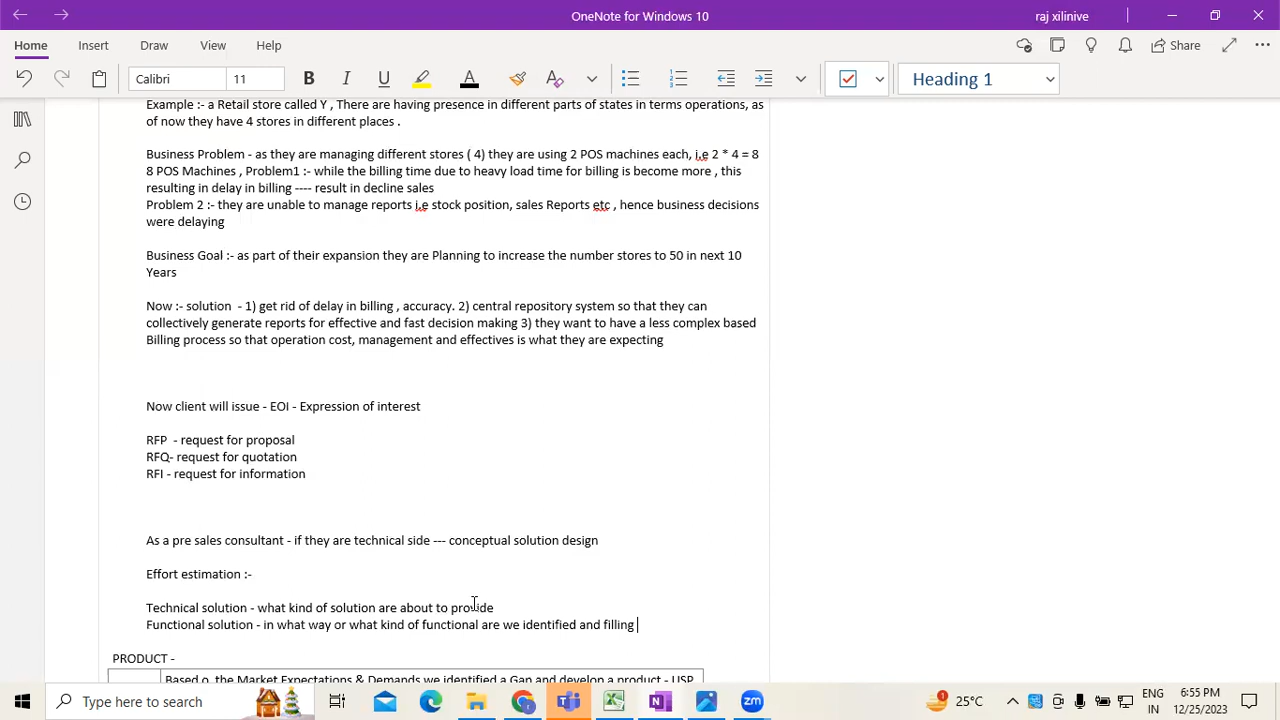 OneNote for Windows 10
raj xilinive
Home Insert Draw View Help
Share
Calibri 11 B I U A Heading 1
Example :- a Retail store called Y , There are having presence in different parts of states in terms operations, as
of now they have 4 stores in different places .
Business Problem - as they are managing different stores ( 4) they are using 2 POS machines each, i,e 2 * 4 = 8
8 POS Machines , Problem1 :- while the billing time due to heavy load time for billing is become more , this
resulting in delay in billing ---- result in decline sales
Problem 2 :- they are unable to manage reports i,e stock position, sales Reports etc , hence business decisions
were delaying
Business Goal :- as part of their expansion they are Planning to increase the number stores to 50 in next 10
Years
Now :- solution - 1) get rid of delay in billing , accuracy. 2) central repository system so that they can
collectively generate reports for effective and fast decision making 3) they want to have a less complex based
Billing process so that operation cost, management and effectives is what they are expecting
Now client will issue - EOI - Expression of interest
RFP - request for proposal
RFQ- request for quotation
RFI - request for information
As a pre sales consultant - if they are technical side --- conceptual solution design
Effort estimation :-
Technical solution - what kind of solution are about to provide
Functional solution - in what way or what kind of functional are we identified and filling
PRODUCT -
Based o, the Market Expectations & Demands we identified a Gap and develop a product - USP
Type here to search
1
25°C
ENG
IN
6:55 PM
12/25/2023